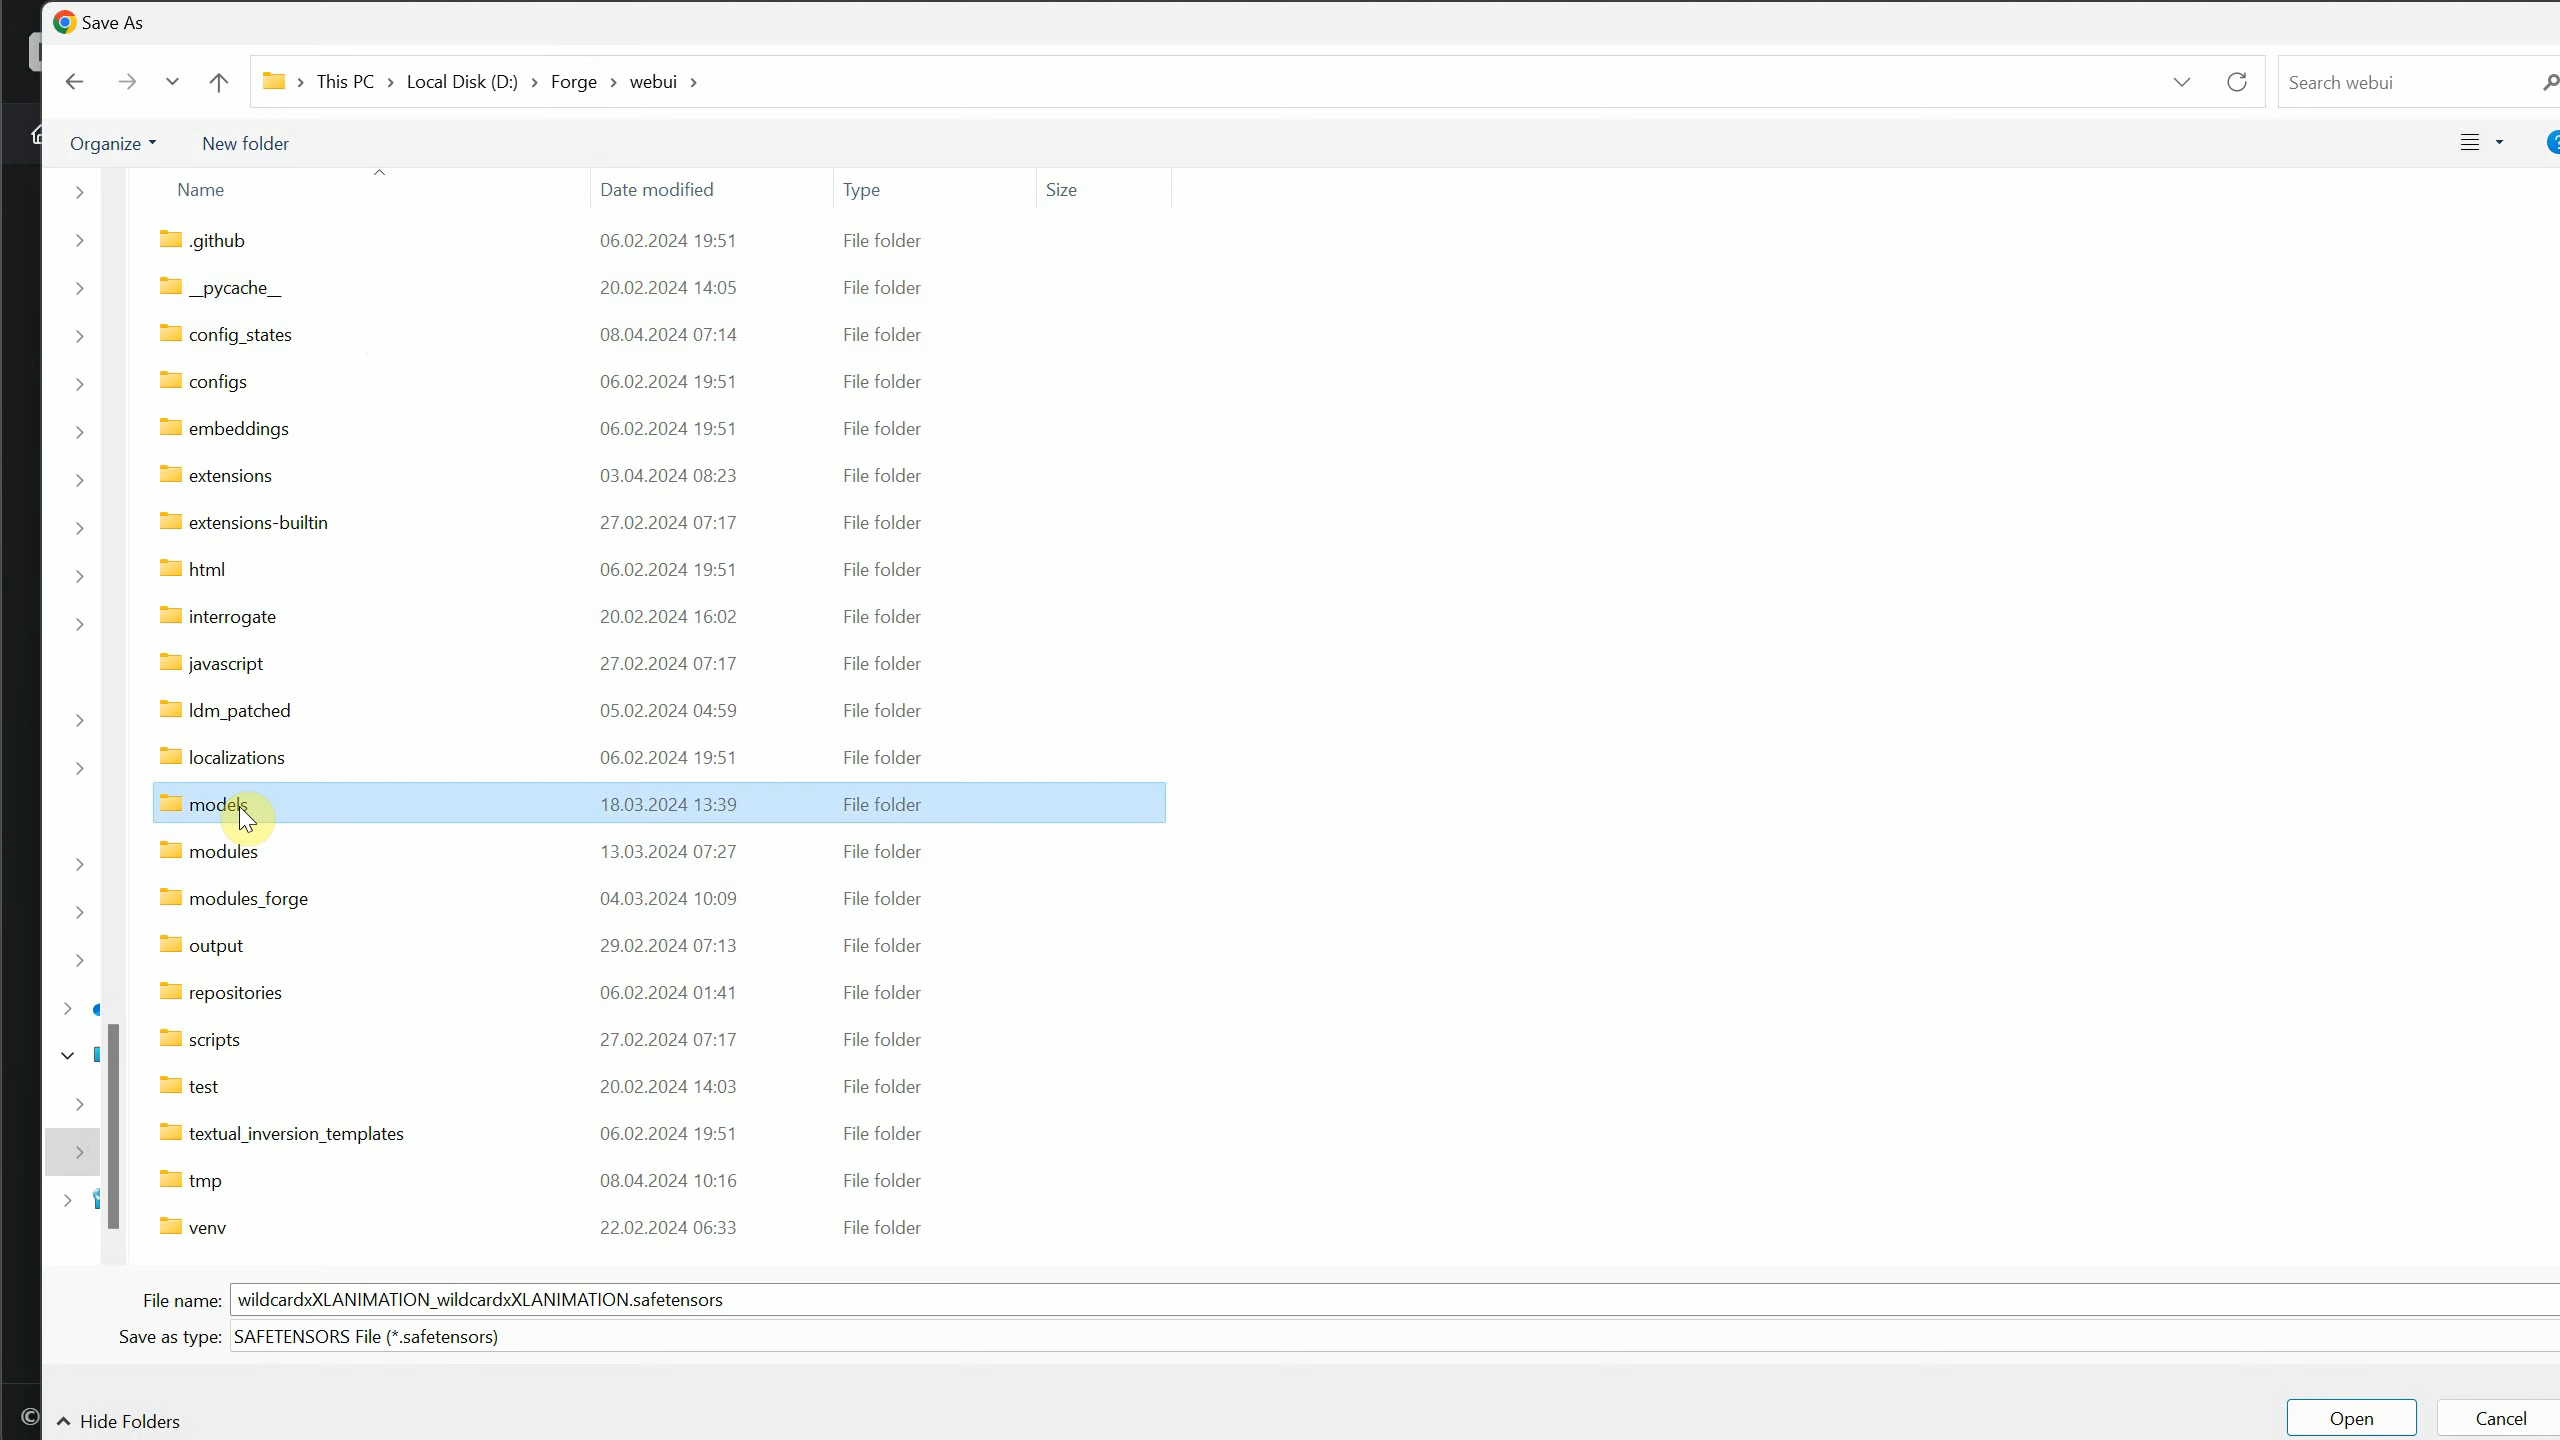 Save As
This PC > Local Disk (D:) > Forge > webui >
Search webui
Organize
New folder
Name Date modified Type Size
.github 06.02.2024 19:51 File folder
__pycache__ 20.02.2024 14:05 File folder
config_states 08.04.2024 07:14 File folder
configs 06.02.2024 19:51 File folder
embeddings 06.02.2024 19:51 File folder
extensions 03.04.2024 08:23 File folder
extensions-builtin 27.02.2024 07:17 File folder
html 06.02.2024 19:51 File folder
interrogate 20.02.2024 16:02 File folder
javascript 27.02.2024 07:17 File folder
ldm_patched 05.02.2024 04:59 File folder
localizations 06.02.2024 19:51 File folder
models 18.03.2024 13:39 File folder
modules 13.03.2024 07:27 File folder
modules_forge 04.03.2024 10:09 File folder
output 29.02.2024 07:13 File folder
repositories 06.02.2024 01:41 File folder
scripts 27.02.2024 07:17 File folder
test 20.02.2024 14:03 File folder
textual_inversion_templates 06.02.2024 19:51 File folder
tmp 08.04.2024 10:16 File folder
venv 22.02.2024 06:33 File folder
File name: wildcardxXLANIMATION_wildcardxXLANIMATION.safetensors
Save as type: SAFETENSORS File (*.safetensors)
© Hide Folders
Open
Cancel